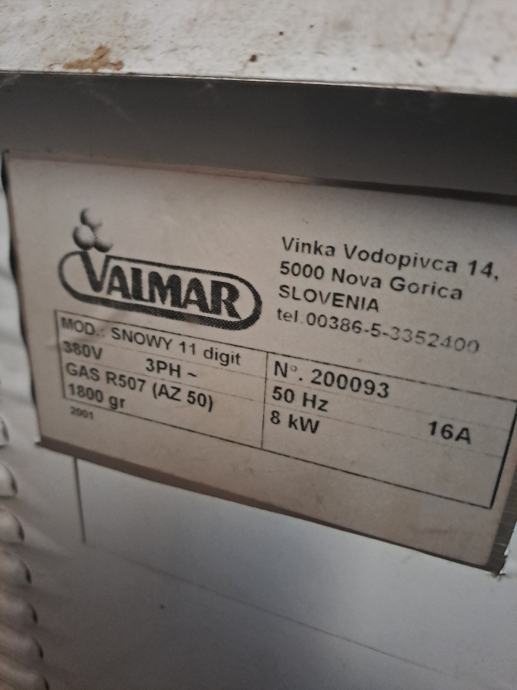 VALMAR
Vinka Vodopivca 14,
5000 Nova Gorica
SLOVENIA
tel.00386-5-3352400
MOD.: SNOWY 11 digit
380V 3PH ~
GAS R507 (AZ 50)
1800 gr
2001
N°. 200093
50 Hz
8 kW 16A